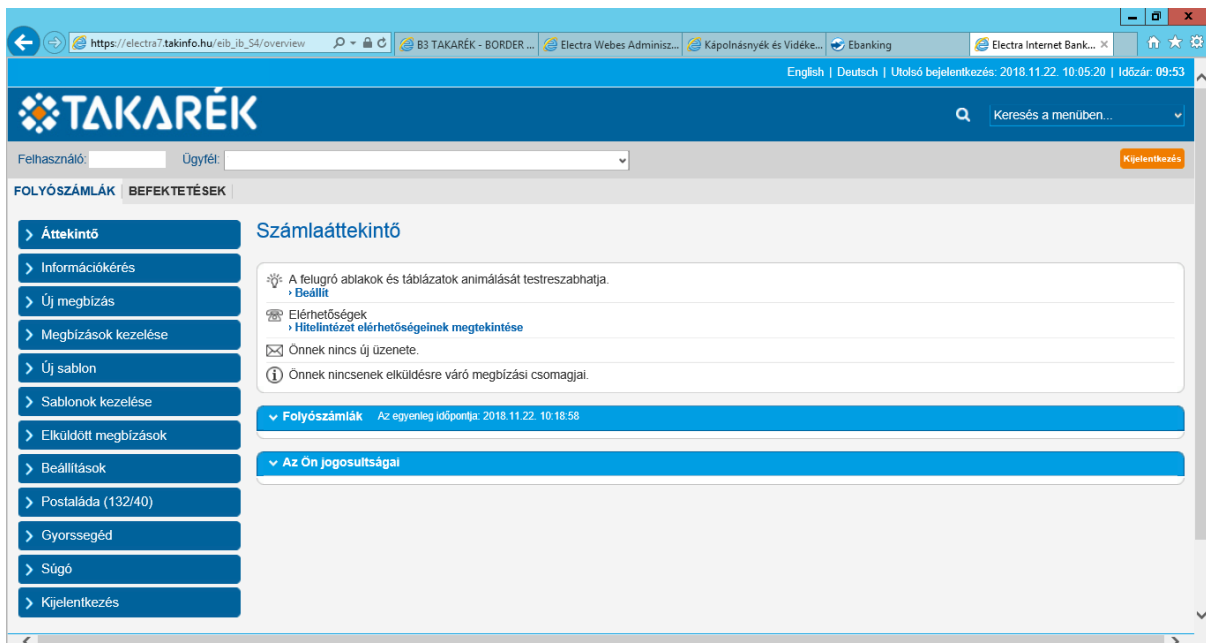 https://electra7.takinfo.hu/eib_ib_S4/overview
B3 TAKARÉK - BORDER ...
Electra Webes Adminisz...
Kápolnásnyék és Vidéke...
Ebanking
Electra Internet Bank...
English | Deutsch | Utolsó bejelentkezés: 2018.11.22. 10:05:20 | Időzár: 09:53
TAKARÉK
Keresés a menüben...
Felhasználó:
Ügyfél:
Kijelentkezés
FOLYÓSZÁMLÁK | BEFEKTETÉSEK
Áttekintő
Információkérés
Új megbízás
Megbízások kezelése
Új sablon
Sablonok kezelése
Elküldött megbízások
Beállítások
Postaláda (132/40)
Gyorssegéd
Súgó
Kijelentkezés
Számlaáttekintő
A felugró ablakok és táblázatok animálását testreszabhatja.
› Beállít
Elérhetőségek
› Hitelintézet elérhetőségeinek megtekintése
Önnek nincs új üzenete.
Önnek nincsenek elküldésre váró megbízási csomagjai.
Folyószámlák Az egyenleg időpontja: 2018.11.22. 10:18:58
Az Ön jogosultságai